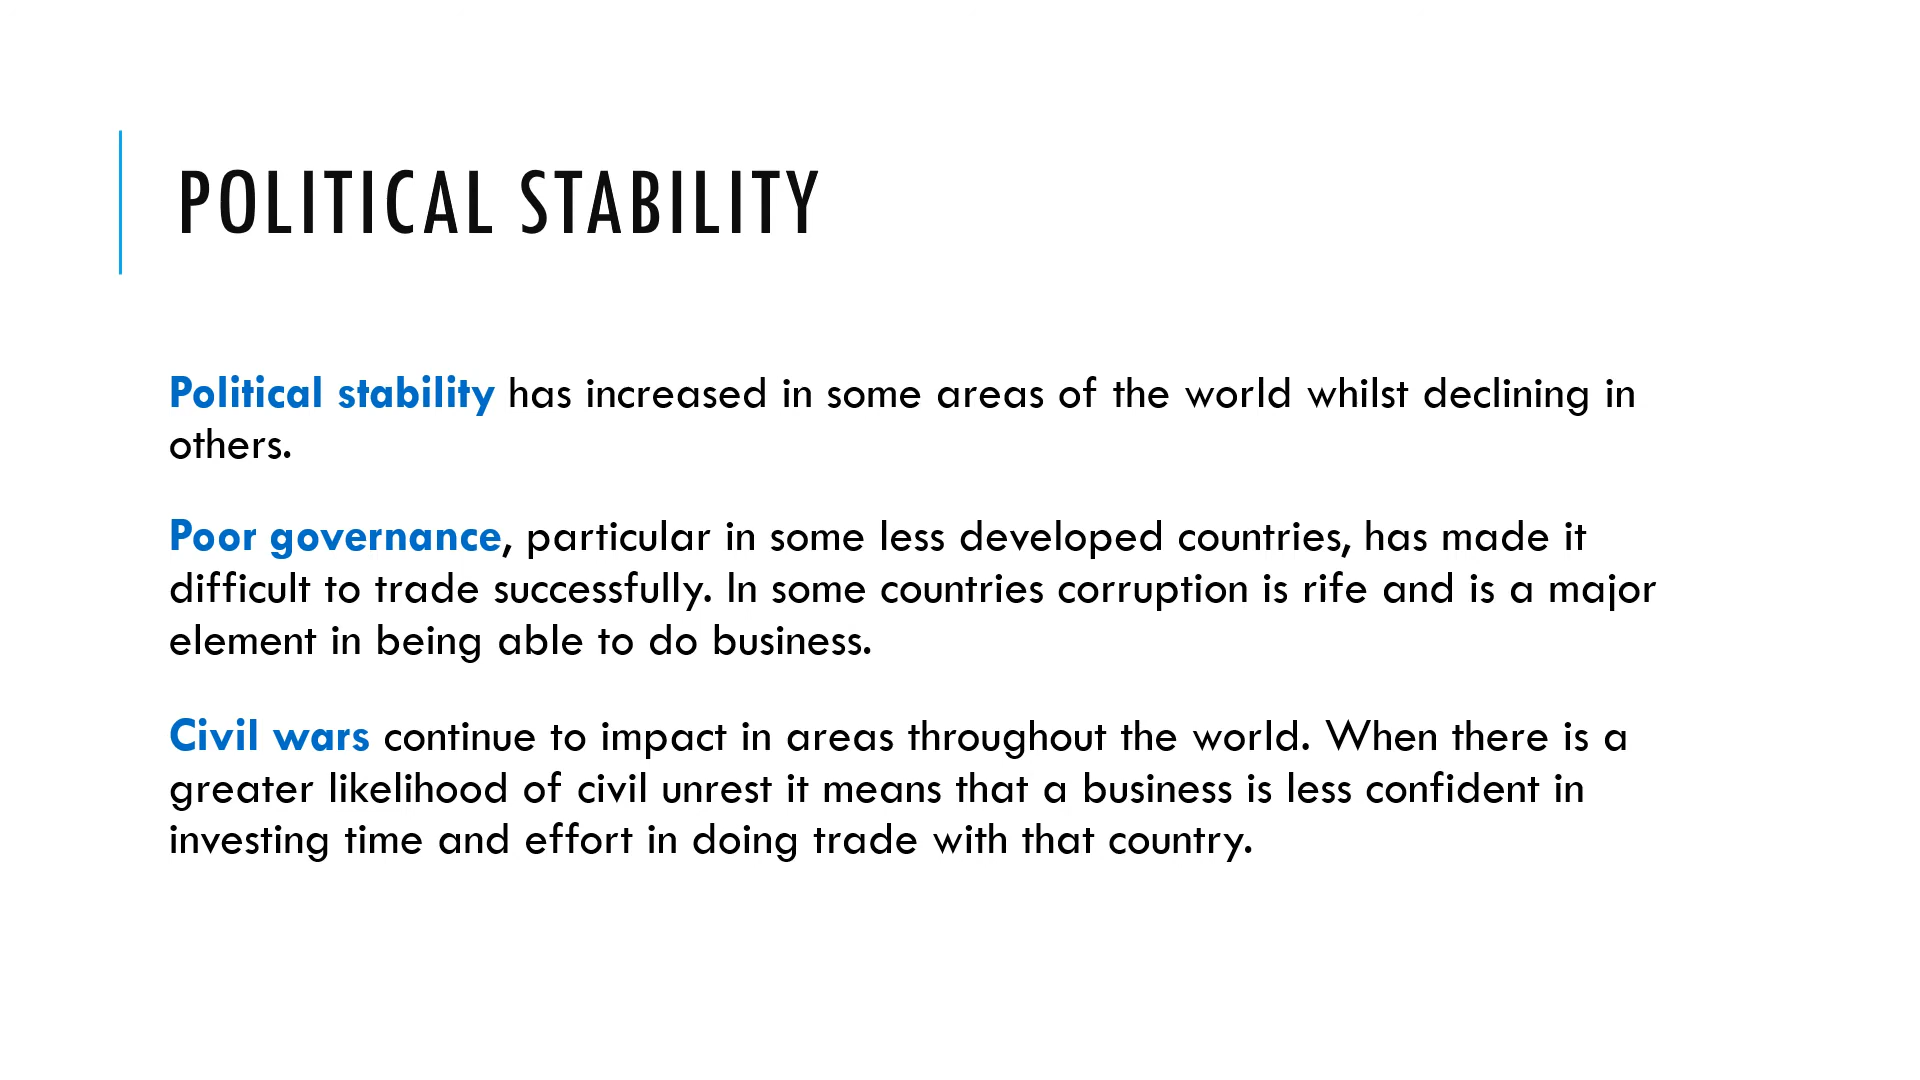 POLITICAL STABILITY
Political stability has increased in some areas of the world whilst declining in
others.
Poor governance, particular in some less developed countries, has made it
difficult to trade successfully. In some countries corruption is rife and is a major
element in being able to do business.
Civil wars continue to impact in areas throughout the world. When there is a
greater likelihood of civil unrest it means that a business is less confident in
investing time and effort in doing trade with that country.